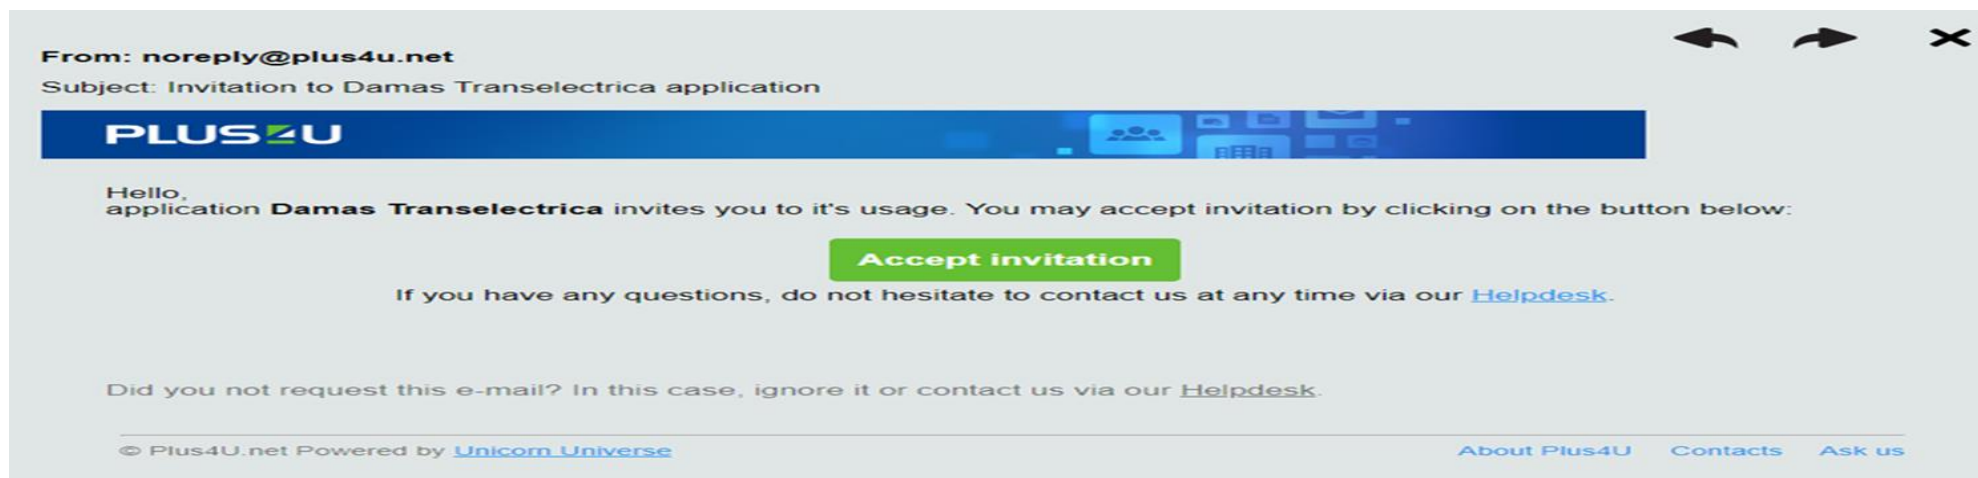 From: noreply@plus4u.net
Subject: Invitation to Damas Transelectrica application
PLUS4U
Hello,
application Damas Transelectrica invites you to it's usage. You may accept invitation by clicking on the button below:
Accept invitation
If you have any questions, do not hesitate to contact us at any time via our Helpdesk.
Did you not request this e-mail? In this case, ignore it or contact us via our Helpdesk.
© Plus4U.net Powered by Unicorn Universe About Plus4U Contacts Ask us